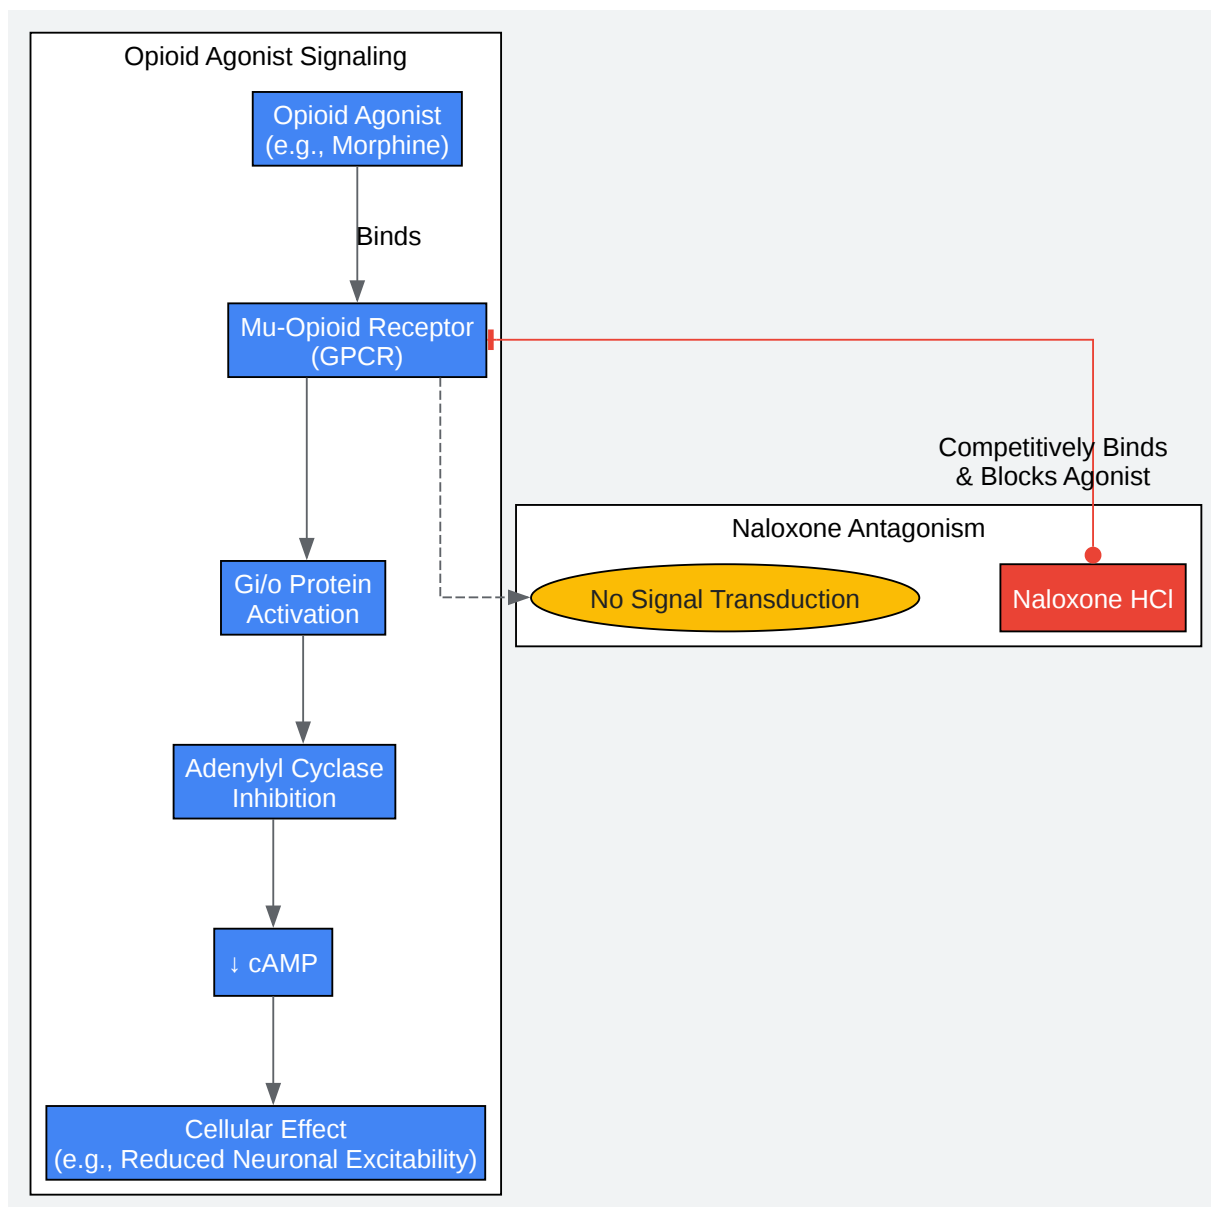 Opioid Agonist Signaling
Opioid Agonist
(e.g., Morphine)
Binds
Mu-Opioid Receptor
(GPCR)
Competitively Binds
& Blocks Agonist
Naloxone Antagonism
Gi/o Protein
Activation
No Signal Transduction
Naloxone HCl
Adenylyl Cyclase
Inhibition
↓ cAMP
Cellular Effect
(e.g., Reduced Neuronal Excitability)